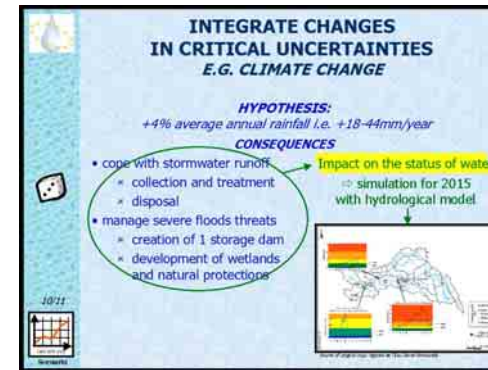 INTEGRATE CHANGES
IN CRITICAL UNCERTAINTIES
E.G. CLIMATE CHANGE
HYPOTHESIS:
+4% average annual rainfall i.e. +18-44mm/year
CONSEQUENCES
• cope with stormwater runoff
× collection and treatment
× disposal
• manage severe floods threats
× creation of 1 storage dam
× development of wetlands
and natural protections
Impact on the status of wate
⇨ simulation for 2015
with hydrological model
10/11